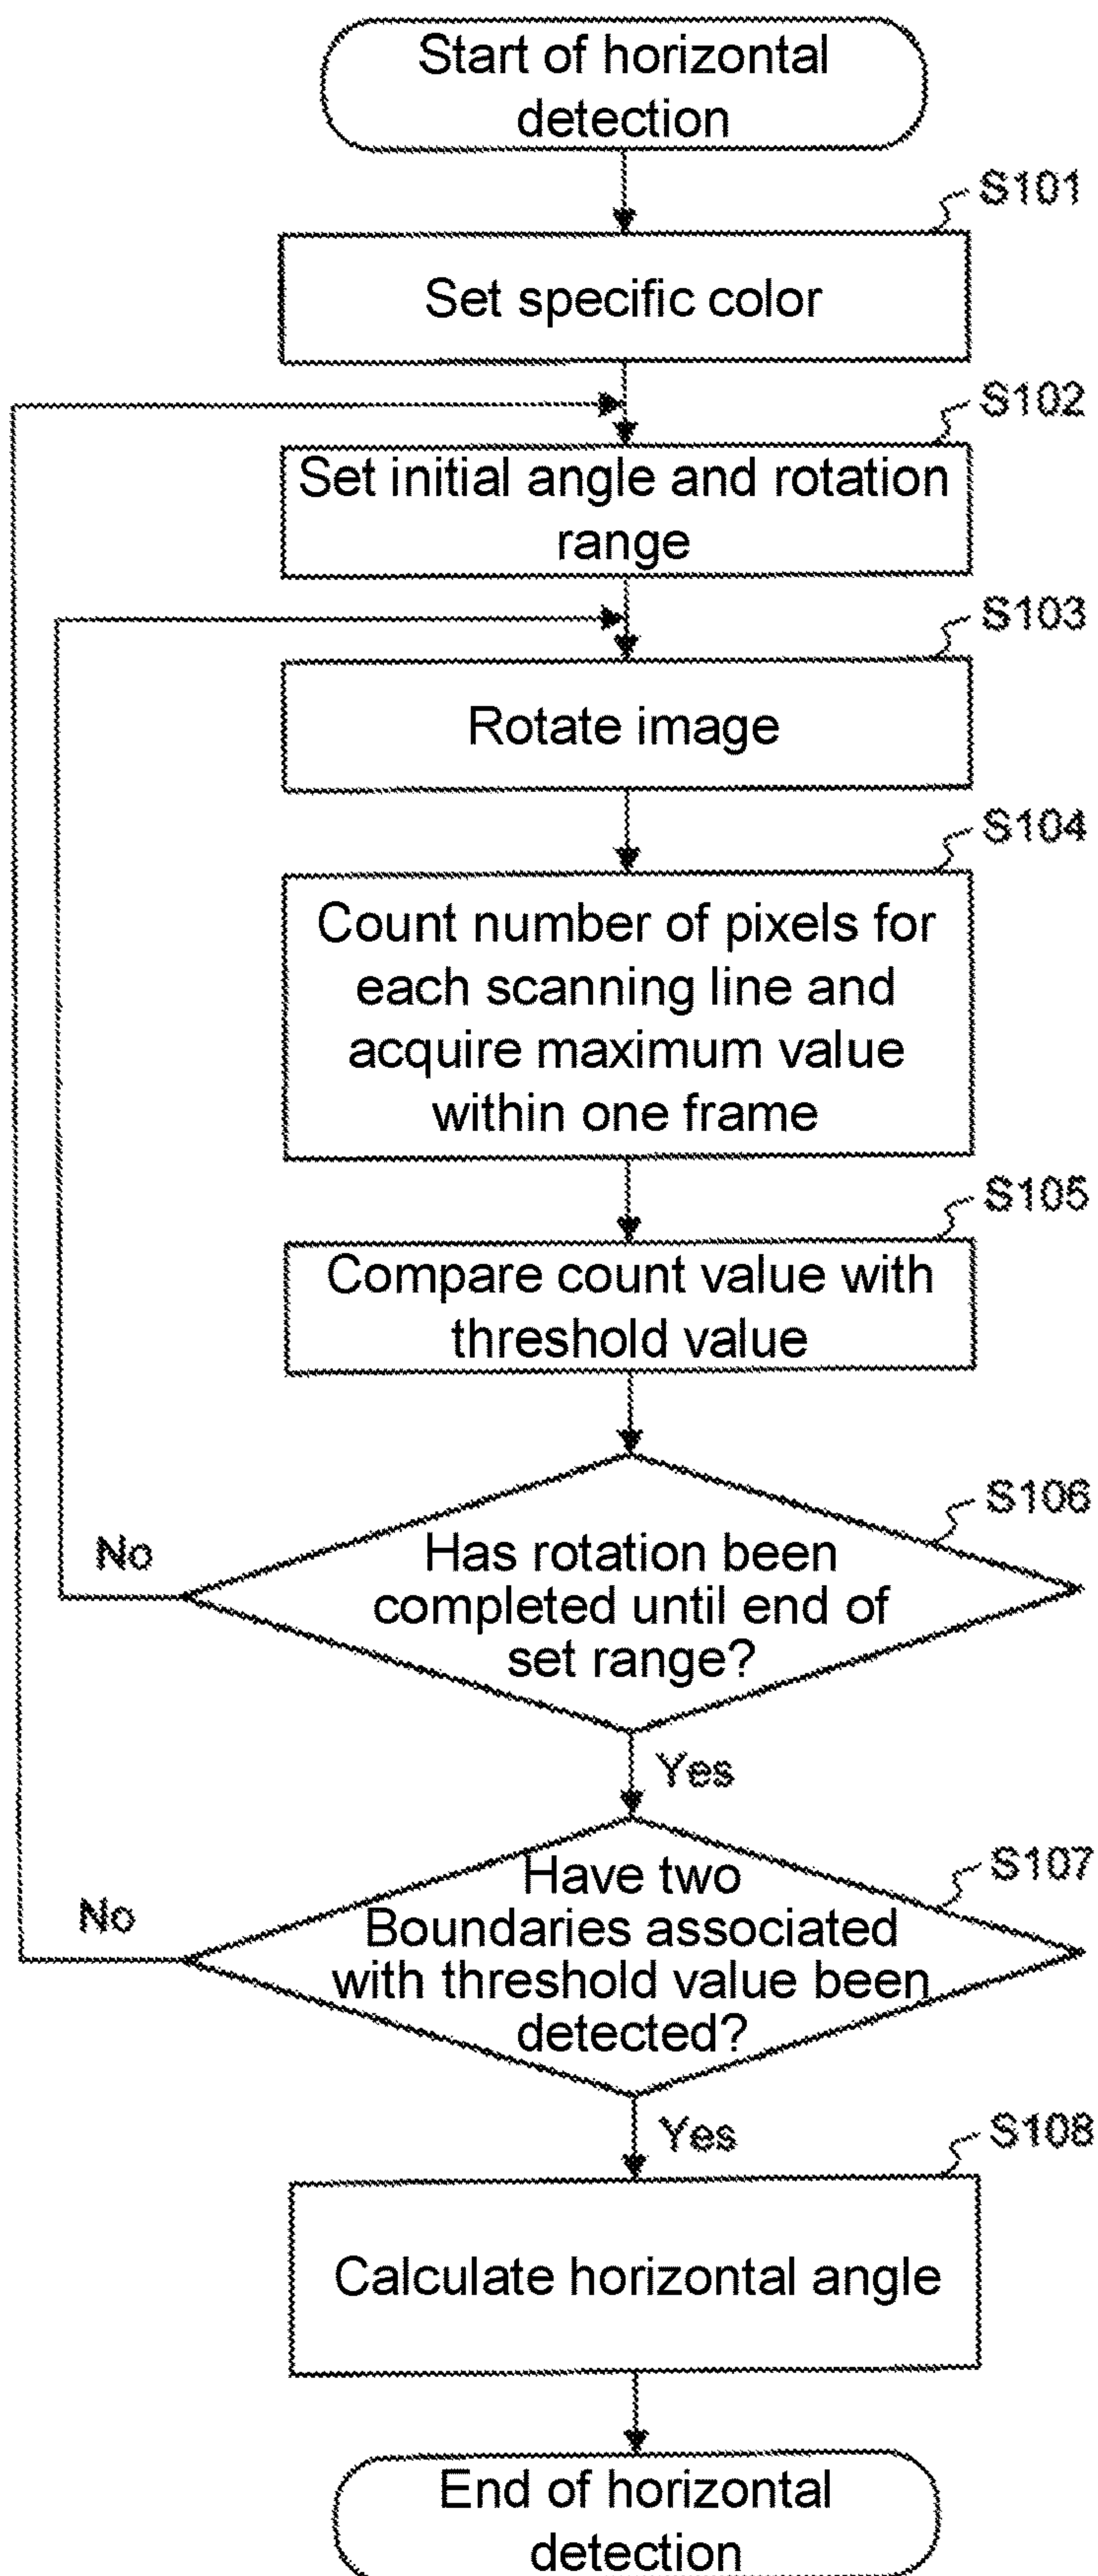 Start of horizontal
detection
S101
Set specific color
S102
Set initial angle and rotation
range
S103
Rotate image
S104
Count number of pixels for
each scanning line and
acquire maximum value
within one frame
S105
Compare count value with
threshold value
S106
No
Has rotation been
completed until end of
set range?
Yes
S107
No
Have two
Boundaries associated
with threshold value been
detected?
Yes
S108
Calculate horizontal angle
End of horizontal
detection